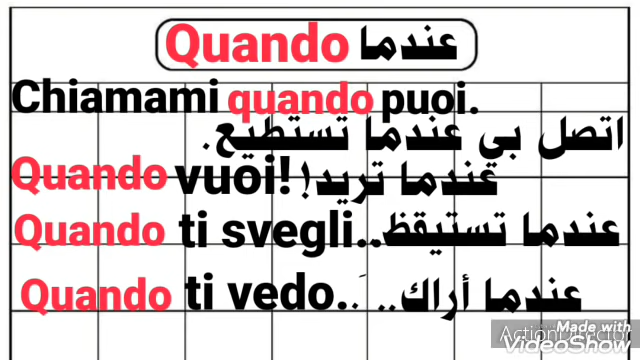 Quando عندما
Chiamami quando puoi.
اتصل بي عندما تستطيع.
Quando vuoi! عندما تريد!
Quando ti svegli.. عندما تستيقظ
Quando ti vedo.. عندما أراك..
Made with
ActionDirector
VideoShow